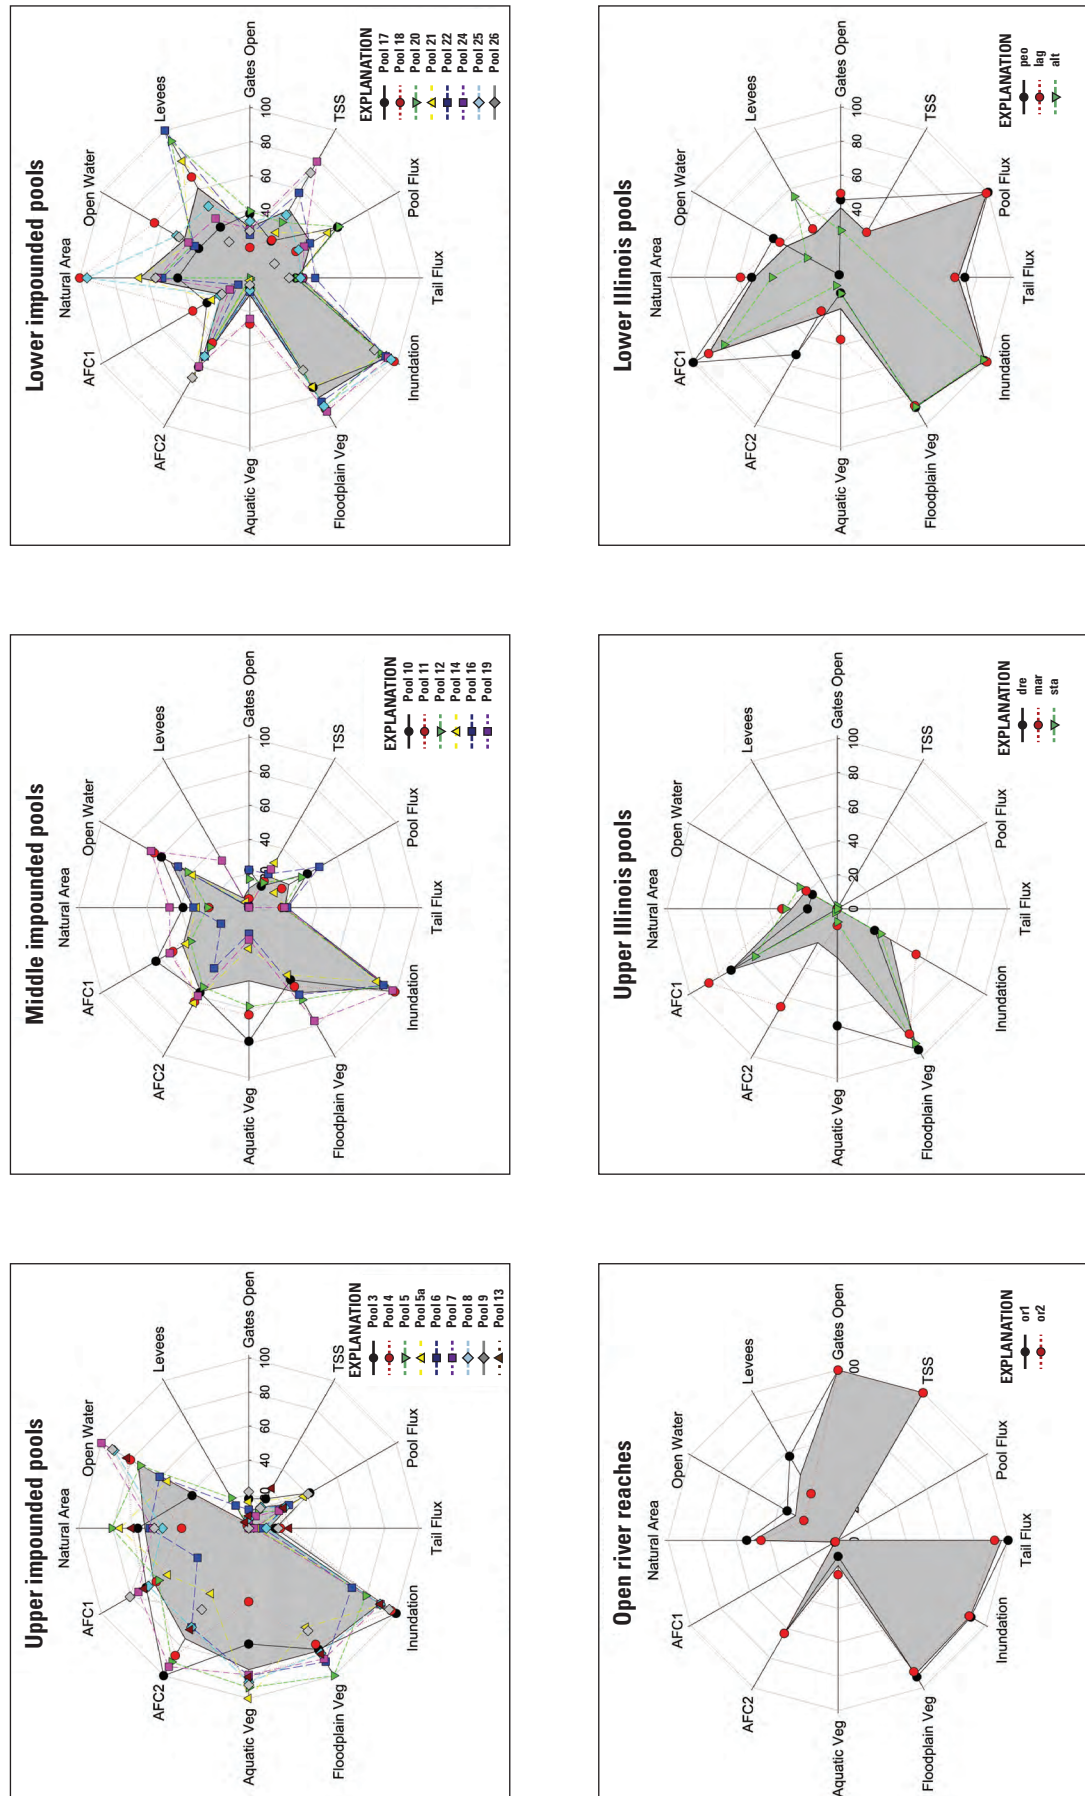 Upper impounded pools
Natural Area
AFC1
Open Water
AFC2
Levees
Aquatic Veg
Gates Open
20
40
60
80
100
Floodplain Veg
TSS
Inundation
Pool Flux
Tail Flux
EXPLANATION
Pool 3
Pool 4
Pool 5
Pool 5a
Pool 6
Pool 7
Pool 8
Pool 9
Pool 13
Middle impounded pools
Natural Area
AFC1
Open Water
AFC2
Levees
Aquatic Veg
Gates Open
40
60
80
100
Floodplain Veg
TSS
Inundation
Pool Flux
Tail Flux
EXPLANATION
Pool 10
Pool 11
Pool 12
Pool 14
Pool 16
Pool 19
Lower impounded pools
Natural Area
AFC1
Open Water
AFC2
Levees
Aquatic Veg
Gates Open
40
60
80
100
Floodplain Veg
TSS
Inundation
Pool Flux
Tail Flux
EXPLANATION
Pool 17
Pool 18
Pool 20
Pool 21
Pool 22
Pool 24
Pool 25
Pool 26
Open river reaches
Natural Area
AFC1
Open Water
AFC2
Levees
Aquatic Veg
Gates Open
Floodplain Veg
TSS
Inundation
Pool Flux
Tail Flux
EXPLANATION
or1
or2
Upper Illinois pools
Natural Area
AFC1
Open Water
AFC2
Levees
Aquatic Veg
Gates Open
0
20
40
60
80
100
Floodplain Veg
TSS
Inundation
Pool Flux
Tail Flux
EXPLANATION
dre
mar
sta
Lower Illinois pools
Natural Area
AFC1
Open Water
AFC2
Levees
Aquatic Veg
Gates Open
40
60
80
100
Floodplain Veg
TSS
Inundation
Pool Flux
Tail Flux
EXPLANATION
peo
lag
alt